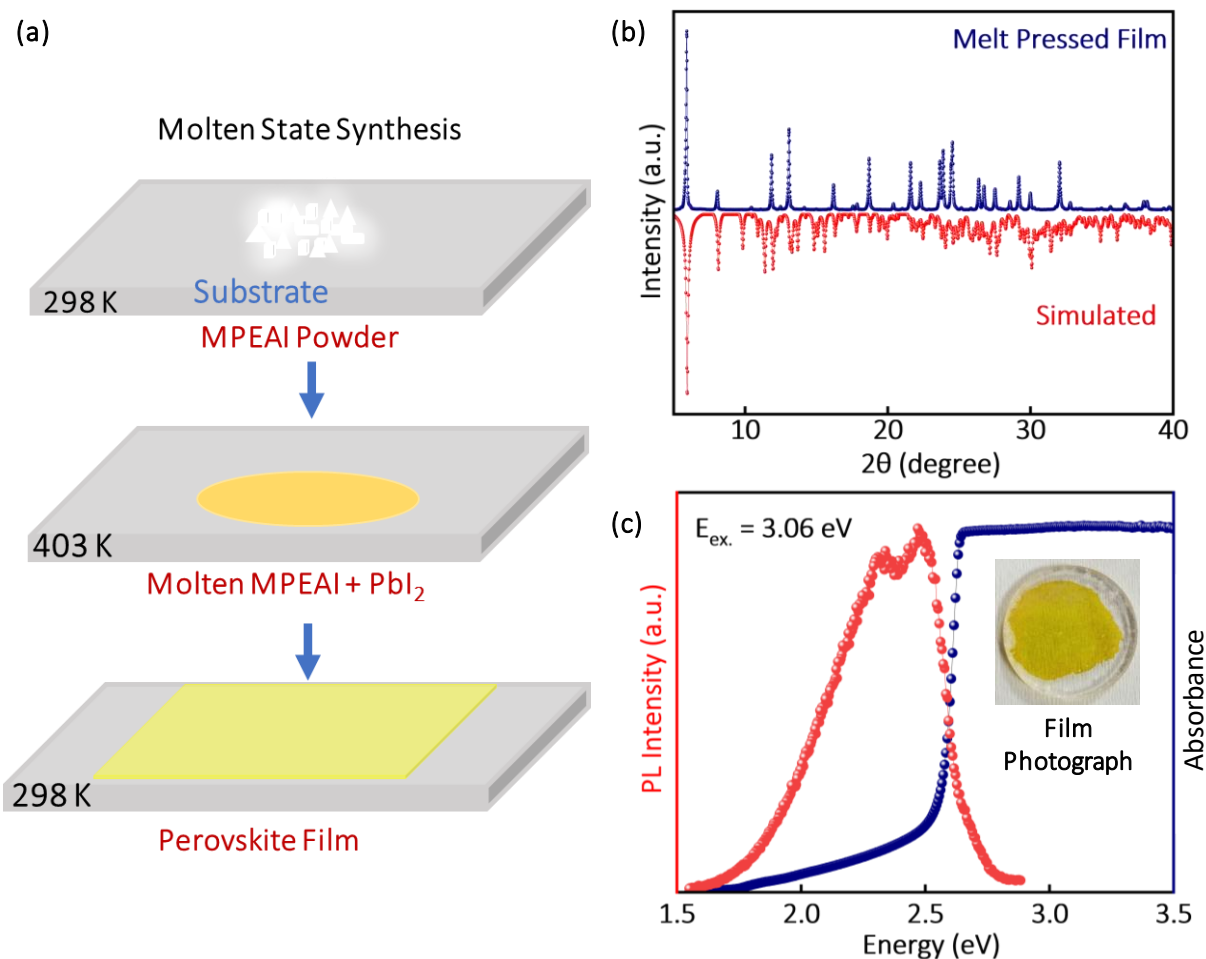 (a)
Molten State Synthesis
Substrate
298 K
MPEAI Powder
403 K
Molten MPEAI + PbI₂
298 K
Perovskite Film
(b)
Melt Pressed Film
Intensity (a.u.)
Simulated
10 20 30 40
2θ (degree)
(c)
Eₑₓ. = 3.06 eV
PL Intensity (a.u.)
Film
Photograph
Absorbance
1.5 2.0 2.5 3.0 3.5
Energy (eV)